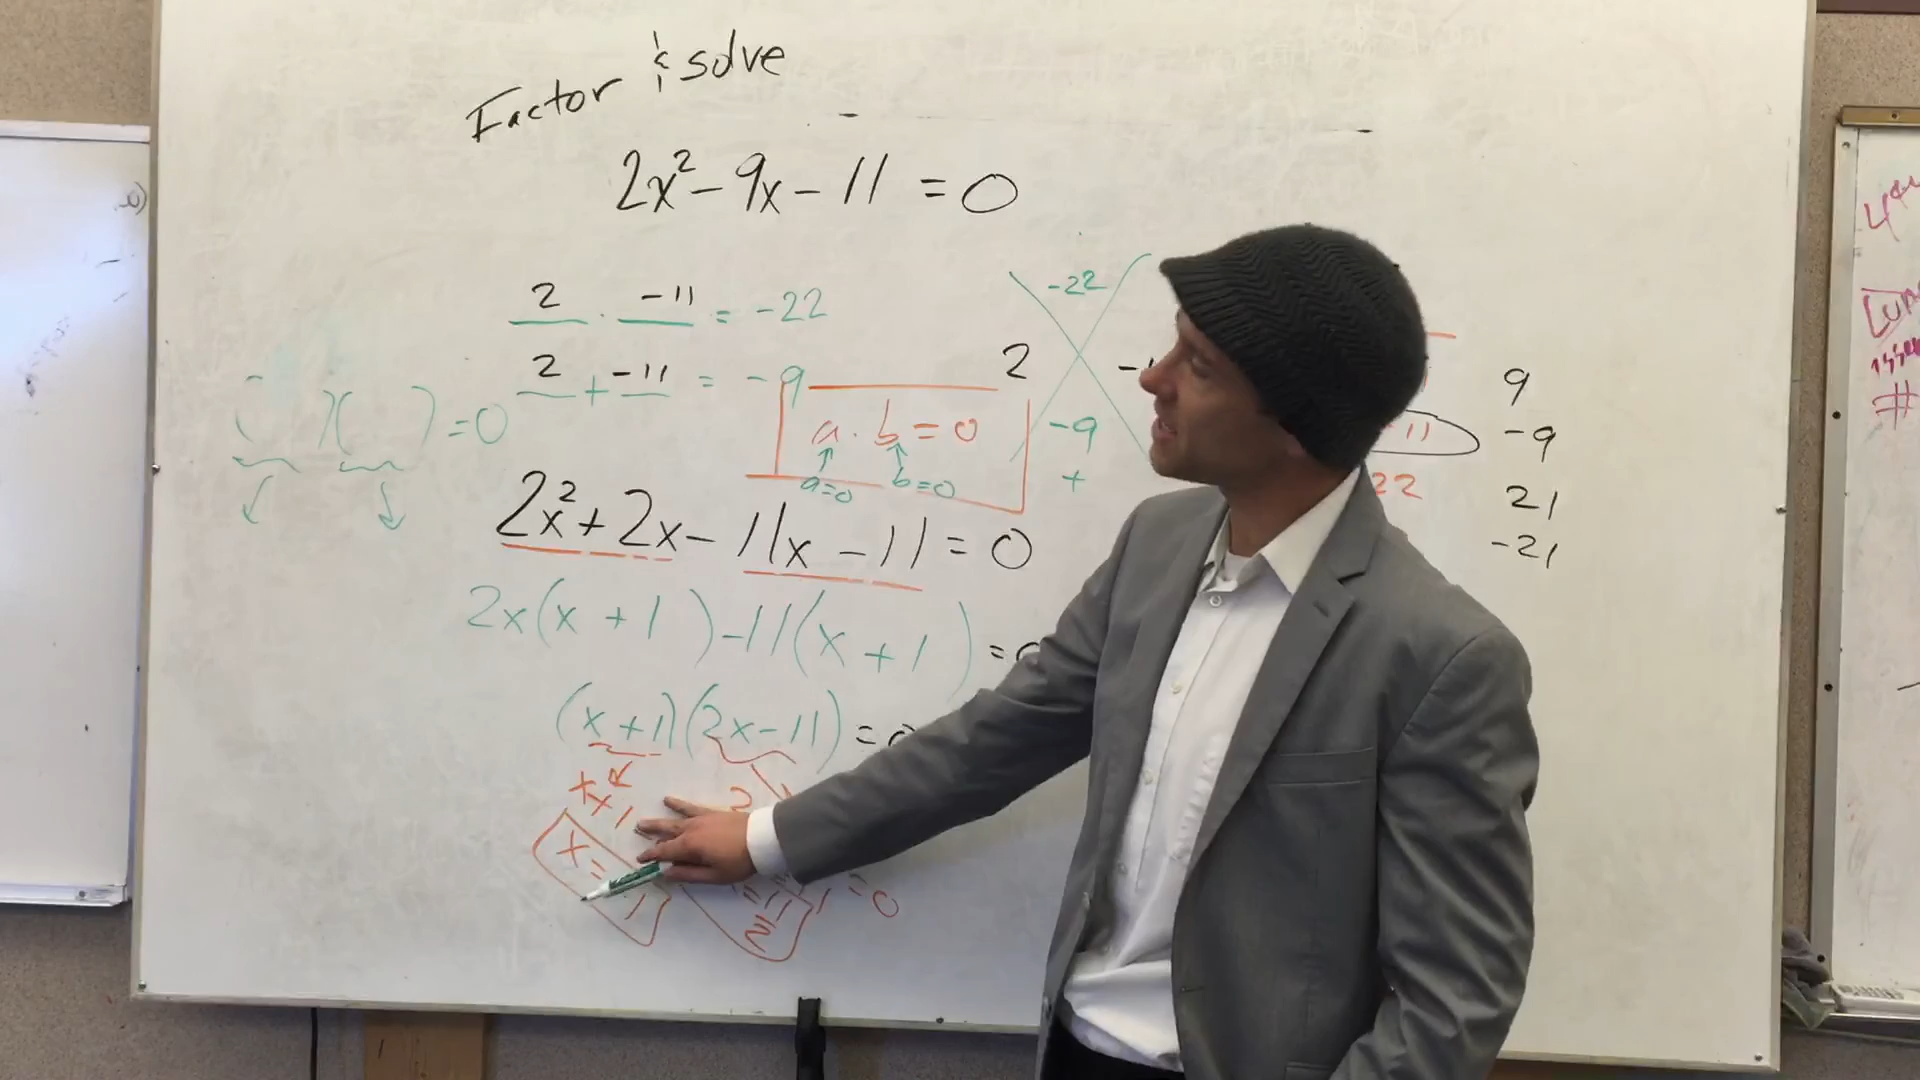 Factor & solve
2x² - 9x - 11 = 0
2 · -11 = -22
2 + -11 = -9
( )( ) = 0
a · b = 0
a=0 b=0
-22
2
-9
+
-11
22
9
-9
21
-21
2x² + 2x - 11x - 11 = 0
2x(x + 1) - 11(x + 1) = 0
(x + 1)(2x - 11) = 0
x =
-1
= 0
#